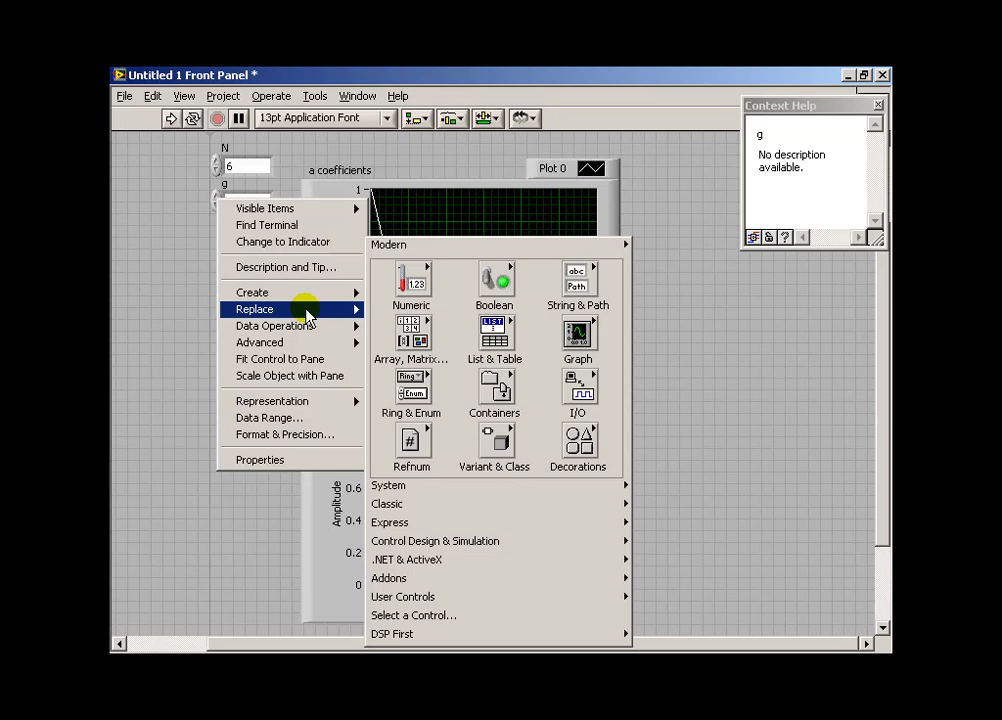 Untitled 1 Front Panel *
File Edit View Project Operate Tools Window Help
13pt Application Font
Context Help
g
No description
available.
N
6
g
a coefficients
Plot 0
1
Visible Items
Find Terminal
Change to Indicator
Description and Tip...
Create
Replace
Data Operations
Advanced
Fit Control to Pane
Scale Object with Pane
Representation
Data Range...
Format & Precision...
Properties
Modern
Numeric
Boolean
String & Path
Array, Matrix...
List & Table
Graph
Ring & Enum
Containers
I/O
Refnum
Variant & Class
Decorations
System
Classic
Express
Control Design & Simulation
.NET & ActiveX
Addons
User Controls
Select a Control...
DSP First
Amplitude
0.6
0.4
0.2
0